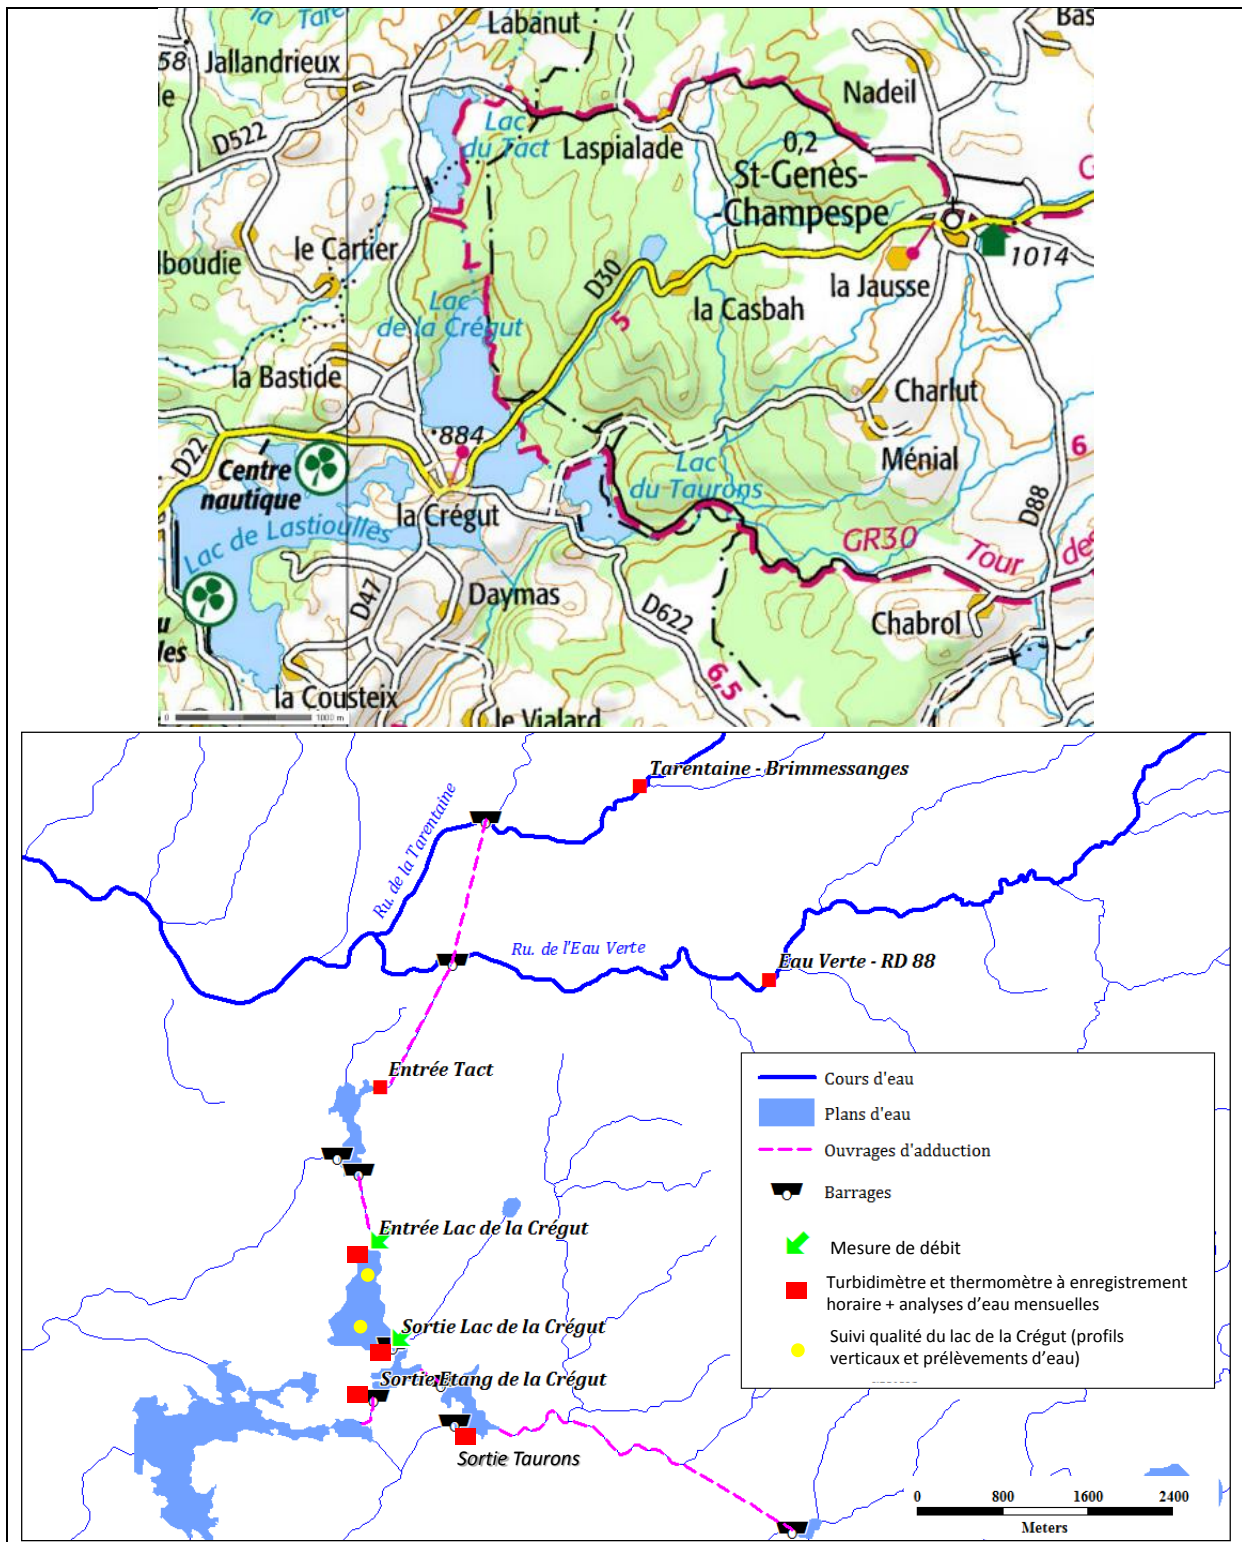 la Tare
Labanut
Bas
58
Jallandrieux
le
Nadeil
D522
Lac
du Tact
Laspialade
0,2
St-Genès-
Champespe
G
lboudie
le Cartier
D30
1014
la Jausse
Lac
de la Crégut
5
la Casbah
la Bastide
Charlut
884
D22
Centre
nautique
Lac
du Taurons
Ménial
6
la Crégut
D88
Lac de Lastioulles
GR30
Tour
des
D47
Daymas
D622
Chabrol
u
les
6,5
la Cousteix
le Vialard
0
1000 m
Tarentaine - Brimmessanges
Ru. de la Tarentaine
Ru. de l'Eau Verte
Eau Verte - RD 88
Entrée Tact
Cours d'eau
Plans d'eau
Ouvrages d'adduction
Barrages
Entrée Lac de la Crégut
Mesure de débit
Turbidimètre et thermomètre à enregistrement
horaire + analyses d'eau mensuelles
Sortie Lac de la Crégut
Suivi qualité du lac de la Crégut (profils
verticaux et prélèvements d'eau)
Sortie Etang de la Crégut
Sortie Taurons
0 800 1600 2400
Meters